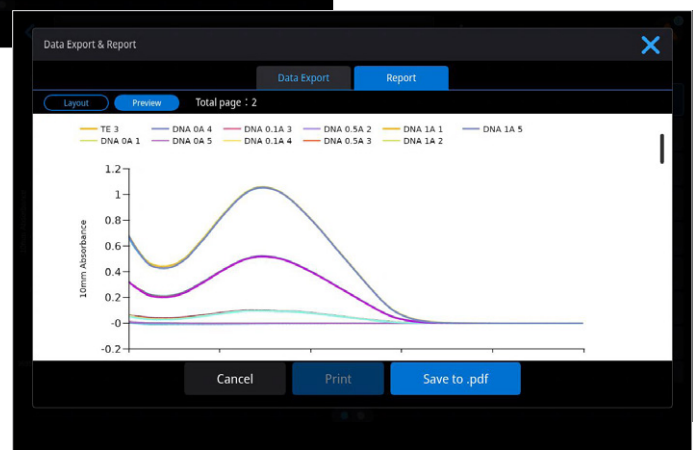 Data Export & Report
Data Export Report
Layout Preview Total page : 2
TE 3 DNA 0A 4 DNA 0.1A 3 DNA 0.5A 2 DNA 1A 1 DNA 1A 5
DNA 0A 1 DNA 0A 5 DNA 0.1A 4 DNA 0.5A 3 DNA 1A 2
10mm Absorbance
1.2
1
0.8
0.6
0.4
0.2
-0
-0.2
Cancel Print Save to .pdf